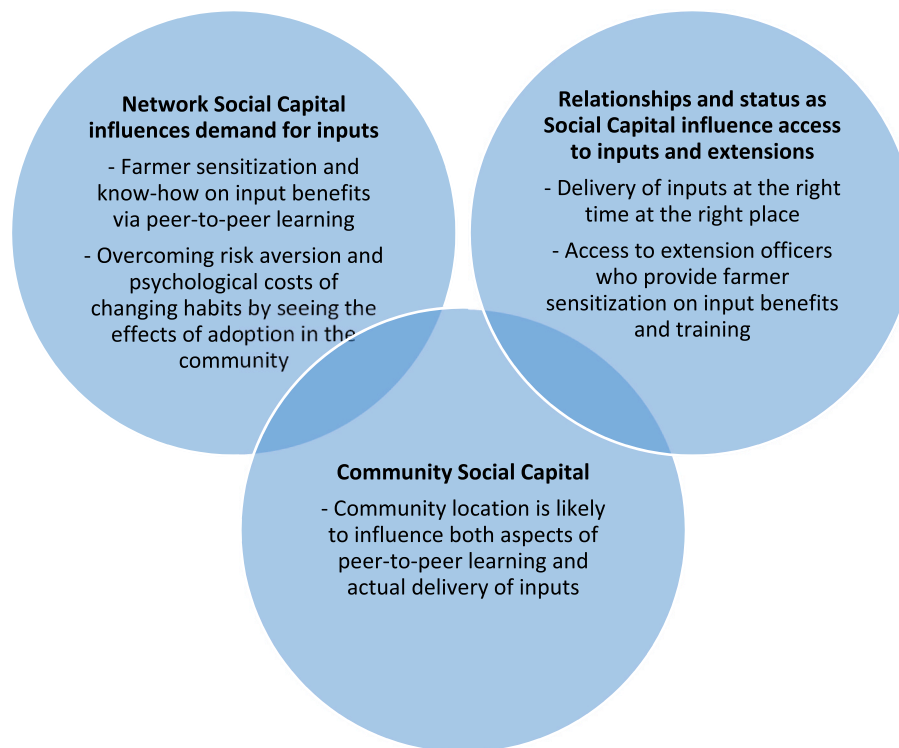 Network Social Capital
influences demand for inputs
- Farmer sensitization and
know-how on input benefits
via peer-to-peer learning
- Overcoming risk aversion and
psychological costs of
changing habits by seeing the
effects of adoption in the
community
Relationships and status as
Social Capital influence access
to inputs and extensions
- Delivery of inputs at the right
time at the right place
- Access to extension officers
who provide farmer
sensitization on input benefits
and training
Community Social Capital
- Community location is likely
to influence both aspects of
peer-to-peer learning and
actual delivery of inputs